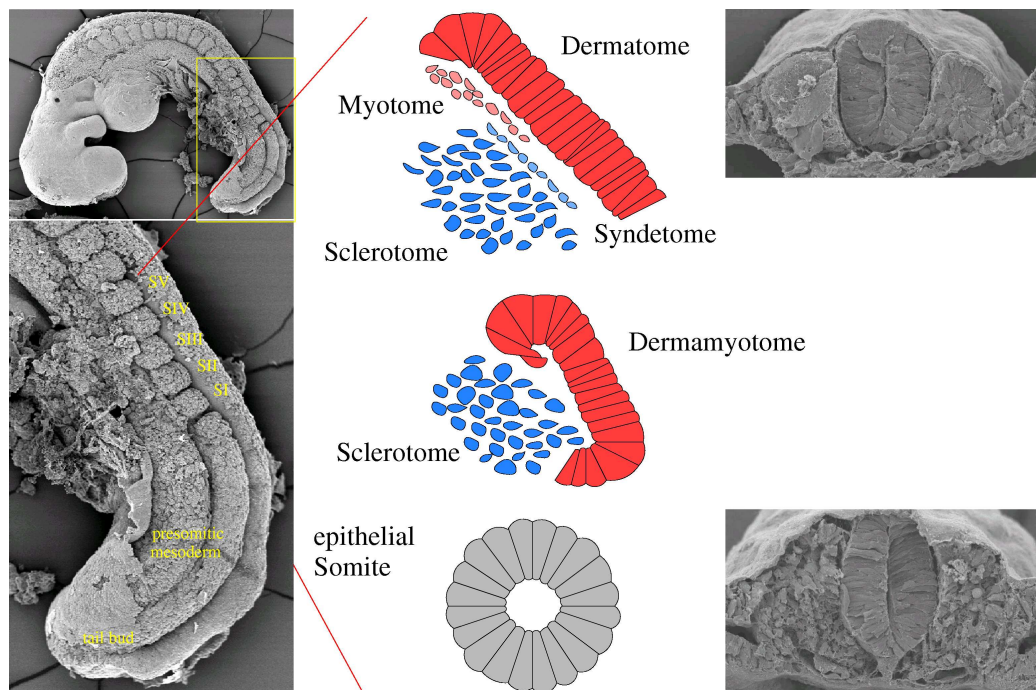 Dermatome
Myotome
Sclerotome
Syndetome
SV
SIV
SIII
SII
SI
Dermamyotome
Sclerotome
presomitic
mesoderm
epithelial
Somite
tail bud